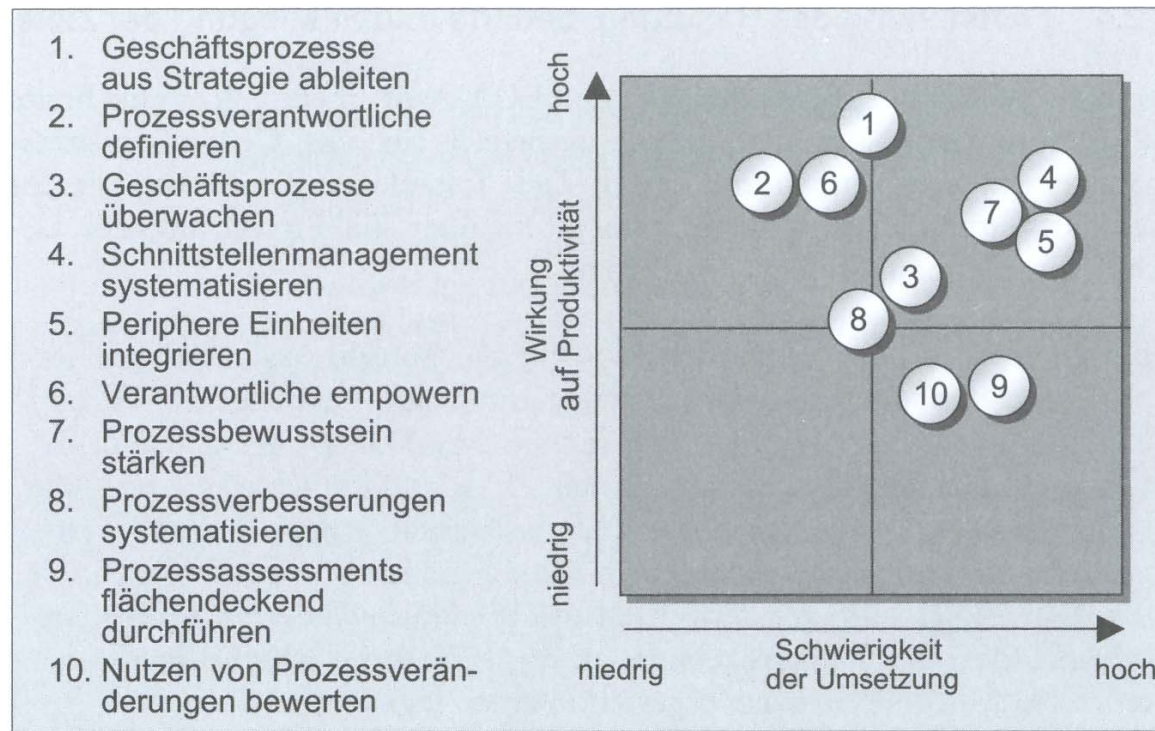 1. Geschäftsprozesse
aus Strategie ableiten
2. Prozessverantwortliche
definieren
3. Geschäftsprozesse
überwachen
4. Schnittstellenmanagement
systematisieren
5. Periphere Einheiten
integrieren
6. Verantwortliche empowern
7. Prozessbewusstsein
stärken
8. Prozessverbesserungen
systematisieren
9. Prozessassessments
flächendeckend
durchführen
10. Nutzen von Prozessverän-
derungen bewerten
hoch
Wirkung
auf Produktivität
niedrig
1
2
6
4
7
5
3
8
10
9
niedrig
Schwierigkeit
der Umsetzung
hoch